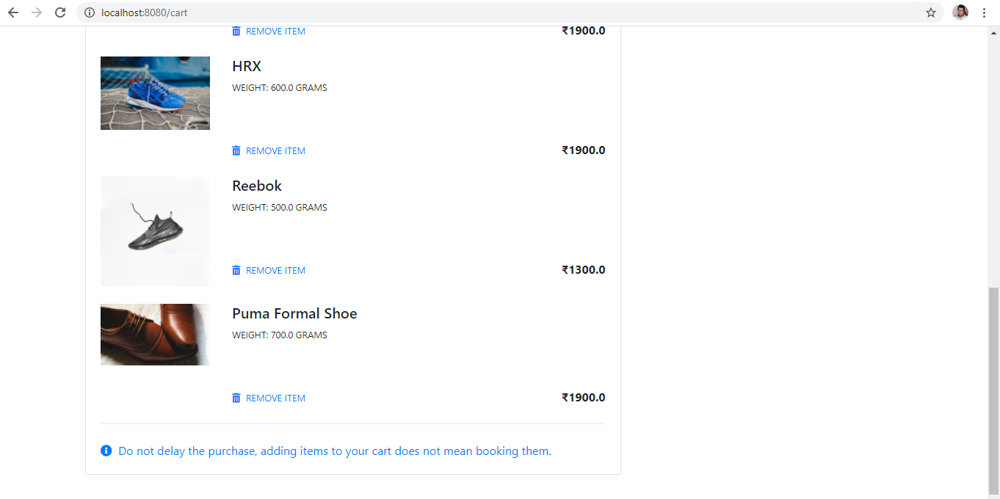 localhost:8080/cart
REMOVE ITEM ₹1900.0
HRX
WEIGHT: 600.0 GRAMS
REMOVE ITEM ₹1900.0
Reebok
WEIGHT: 500.0 GRAMS
REMOVE ITEM ₹1300.0
Puma Formal Shoe
WEIGHT: 700.0 GRAMS
REMOVE ITEM ₹1900.0
Do not delay the purchase, adding items to your cart does not mean booking them.